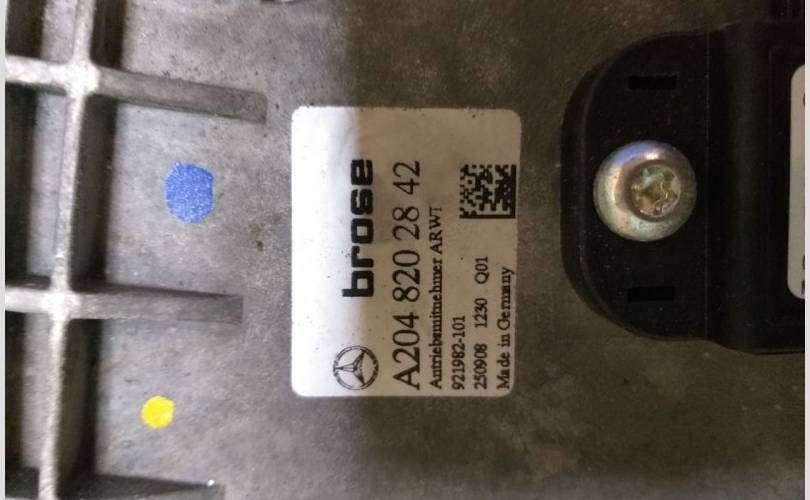 brose
A204 820 28 42
Antriebsmitnehmer ARWT
921982-101
250908 1230 Q01
Made in Germany